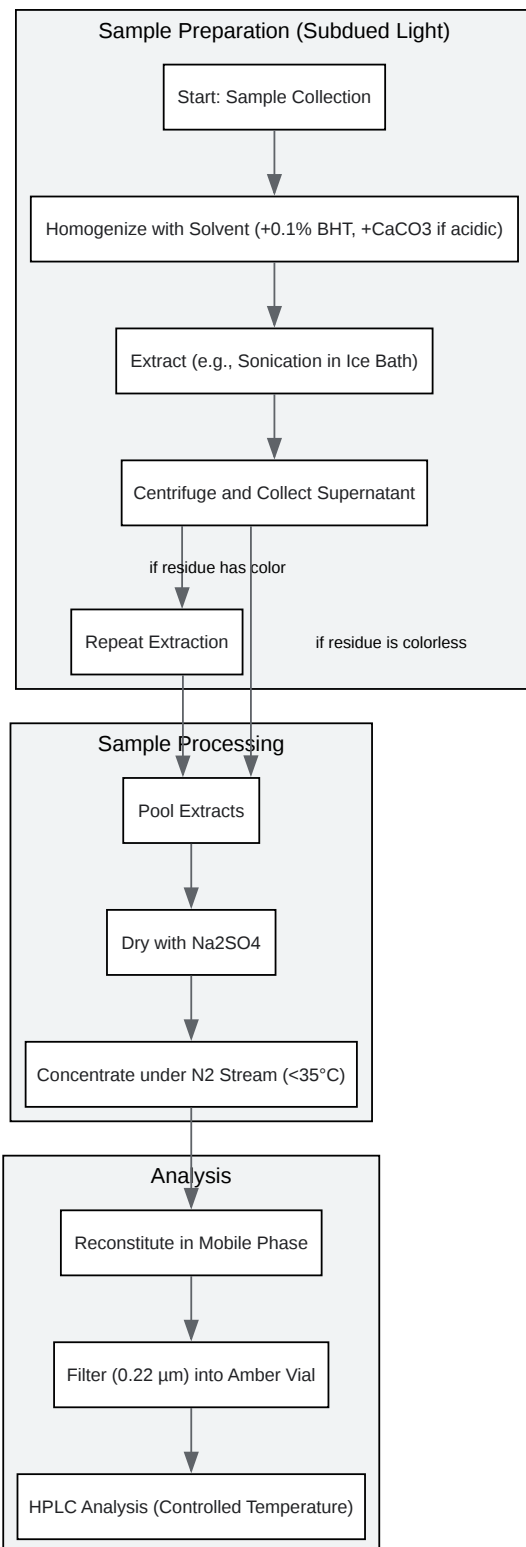 Sample Preparation (Subdued Light)
Start: Sample Collection
Homogenize with Solvent (+0.1% BHT, +CaCO3 if acidic)
Extract (e.g., Sonication in Ice Bath)
Centrifuge and Collect Supernatant
if residue has color
Repeat Extraction
if residue is colorless
Sample Processing
Pool Extracts
Dry with Na2SO4
Concentrate under N2 Stream (<35°C)
Analysis
Reconstitute in Mobile Phase
Filter (0.22 µm) into Amber Vial
HPLC Analysis (Controlled Temperature)